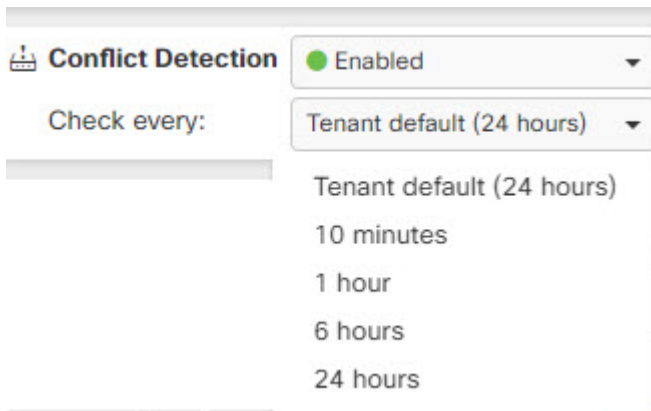 Conflict Detection Enabled
Check every: Tenant default (24 hours)
Tenant default (24 hours)
10 minutes
1 hour
6 hours
24 hours